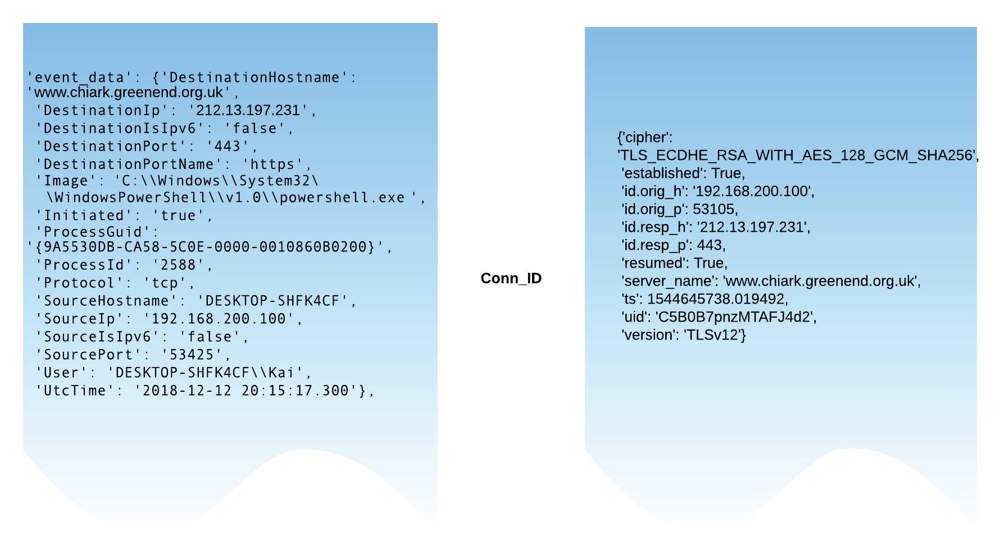 'event_data': {'DestinationHostname':
'www.chiark.greenend.org.uk',
'DestinationIp': '212.13.197.231',
'DestinationIsIpv6': 'false',
'DestinationPort': '443',
'DestinationPortName': 'https',
'Image': 'C:\\Windows\\System32\
\WindowsPowerShell\\v1.0\\powershell.exe ',
'Initiated': 'true',
'ProcessGuid':
'{9A5530DB-CA58-5C0E-0000-0010860B0200}',
'ProcessId': '2588',
'Protocol': 'tcp',
'SourceHostname': 'DESKTOP-SHFK4CF',
'SourceIp': '192.168.200.100',
'SourceIsIpv6': 'false',
'SourcePort': '53425',
'User': 'DESKTOP-SHFK4CF\\Kai',
'UtcTime': '2018-12-12 20:15:17.300'},
Conn_ID
{'cipher':
'TLS_ECDHE_RSA_WITH_AES_128_GCM_SHA256',
'established': True,
'id.orig_h': '192.168.200.100',
'id.orig_p': 53105,
'id.resp_h': '212.13.197.231',
'id.resp_p': 443,
'resumed': True,
'server_name': 'www.chiark.greenend.org.uk',
'ts': 1544645738.019492,
'uid': 'C5B0B7pnzMTAFJ4d2',
'version': 'TLSv12'}